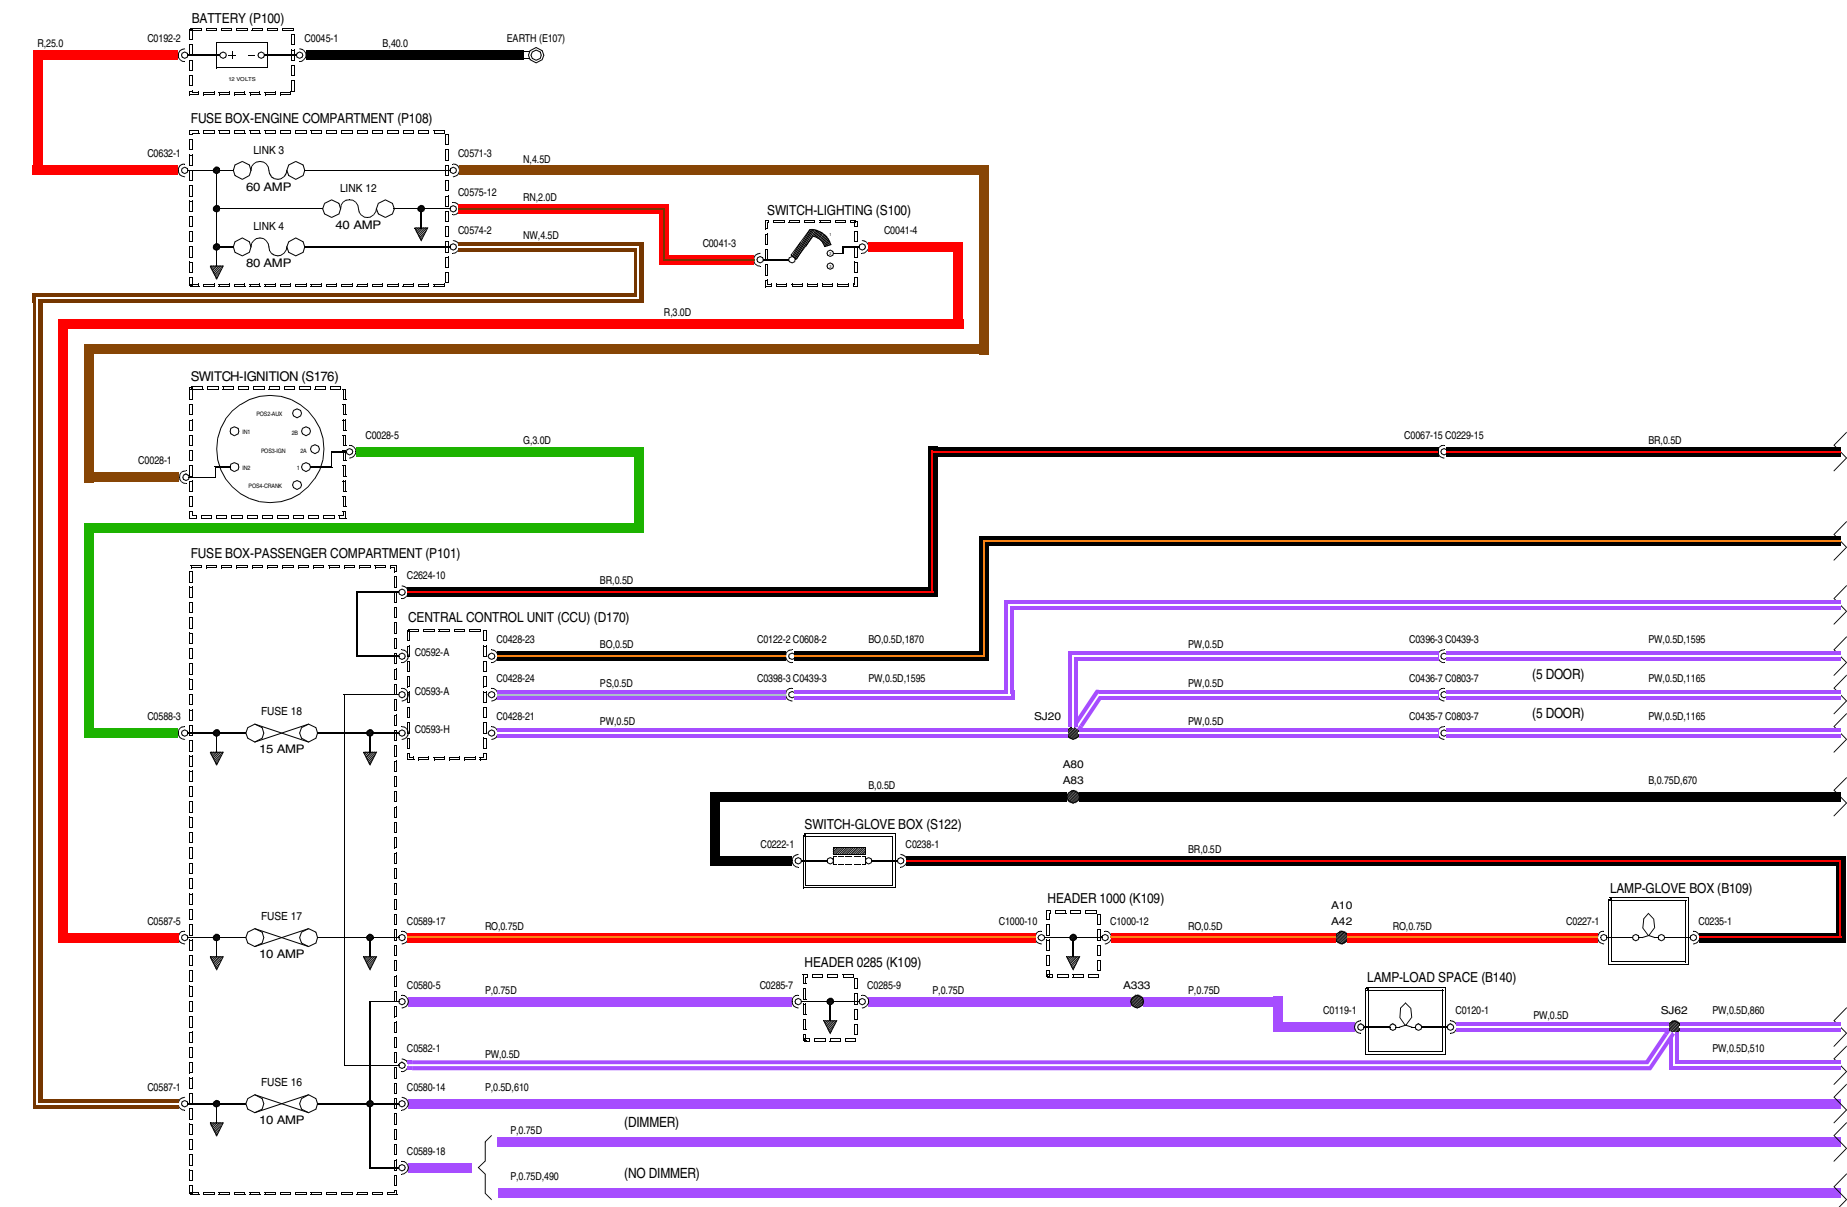 BATTERY (P100)
R,25.0
C0192-2
C0045-1
B,40.0
EARTH (E107)
+ −
12 VOLTS
FUSE BOX-ENGINE COMPARTMENT (P108)
C0632-1
LINK 3
60 AMP
C0571-3
N,4.5D
LINK 12
40 AMP
C0575-12
RN,2.0D
LINK 4
80 AMP
C0574-2
NW,4.5D
SWITCH-LIGHTING (S100)
C0041-3
C0041-4
R,3.0D
SWITCH-IGNITION (S176)
POS2-AUX
IN1
2B
POS3-IGN
2A
IN2
1
POS4-CRANK
C0028-1
C0028-5
G,3.0D
C0067-15 C0229-15
BR,0.5D
FUSE BOX-PASSENGER COMPARTMENT (P101)
C2624-10
BR,0.5D
CENTRAL CONTROL UNIT (CCU) (D170)
C0592-A
C0428-23
BO,0.5D
C0122-2 C0608-2
BO,0.5D,1870
PW,0.5D
C0396-3 C0439-3
PW,0.5D,1595
C0593-A
C0428-24
PS,0.5D
C0398-3 C0439-3
PW,0.5D,1595
PW,0.5D
C0436-7 C0803-7
(5 DOOR)
PW,0.5D,1165
C0588-3
FUSE 18
15 AMP
C0593-H
C0428-21
PW,0.5D
SJ20
PW,0.5D
C0435-7 C0803-7
(5 DOOR)
PW,0.5D,1165
A80
A83
B,0.5D
B,0.75D,670
SWITCH-GLOVE BOX (S122)
C0222-1
C0238-1
BR,0.5D
LAMP-GLOVE BOX (B109)
C0227-1
C0235-1
C0587-5
FUSE 17
10 AMP
C0589-17
RO,0.75D
HEADER 1000 (K109)
C1000-10
C1000-12
RO,0.5D
A10
A42
RO,0.75D
C0580-5
P,0.75D
HEADER 0285 (K109)
C0285-7
C0285-9
P,0.75D
A333
P,0.75D
LAMP-LOAD SPACE (B140)
C0119-1
C0120-1
PW,0.5D
SJ62
PW,0.5D,860
PW,0.5D,510
C0582-1
PW,0.5D
C0587-1
FUSE 16
10 AMP
C0580-14
P,0.5D,610
(DIMMER)
P,0.75D
C0589-18
P,0.75D,490
(NO DIMMER)